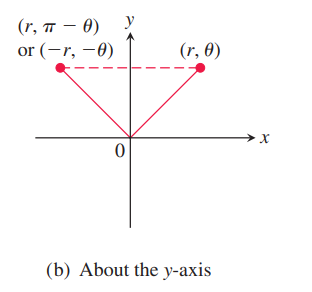 (r, π − θ)
or (−r, −θ)
y
(r, θ)
x
0
(b) About the y-axis